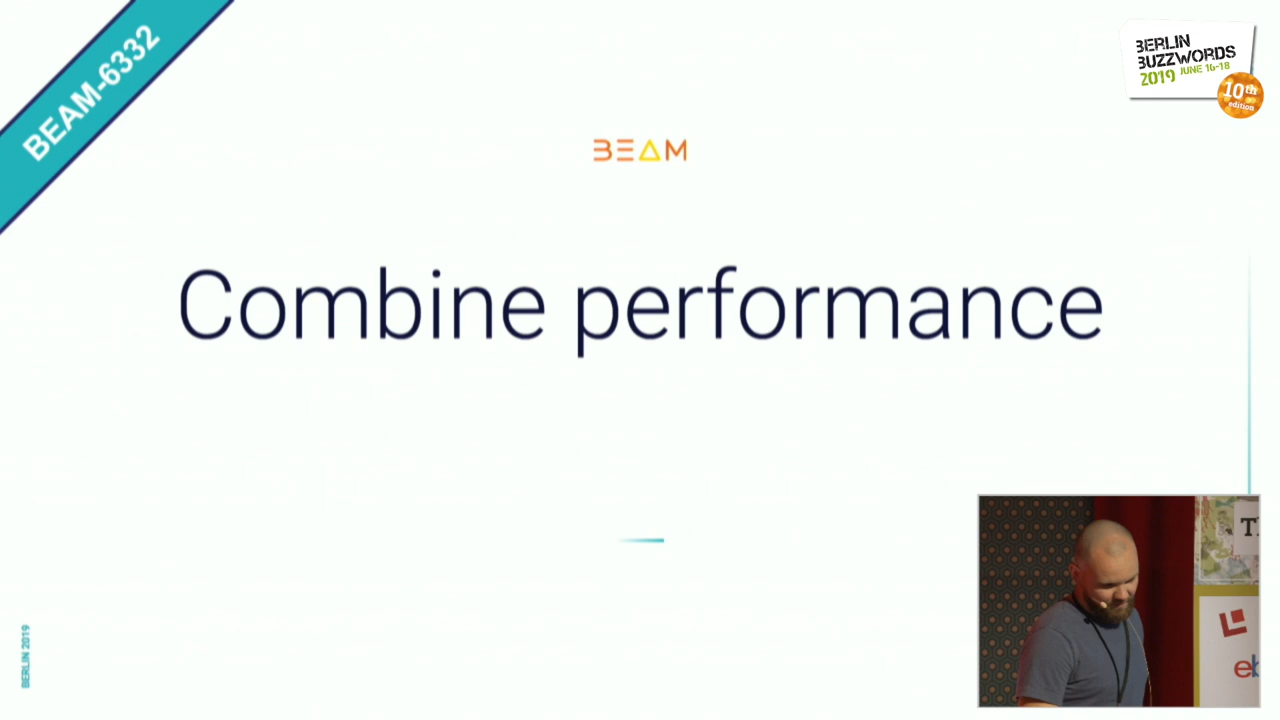 BEAM-6332
BERLIN
BUZZWORDS
2019 JUNE 16-18
10th
edition
BEAM
Combine performance
BERLIN 2019